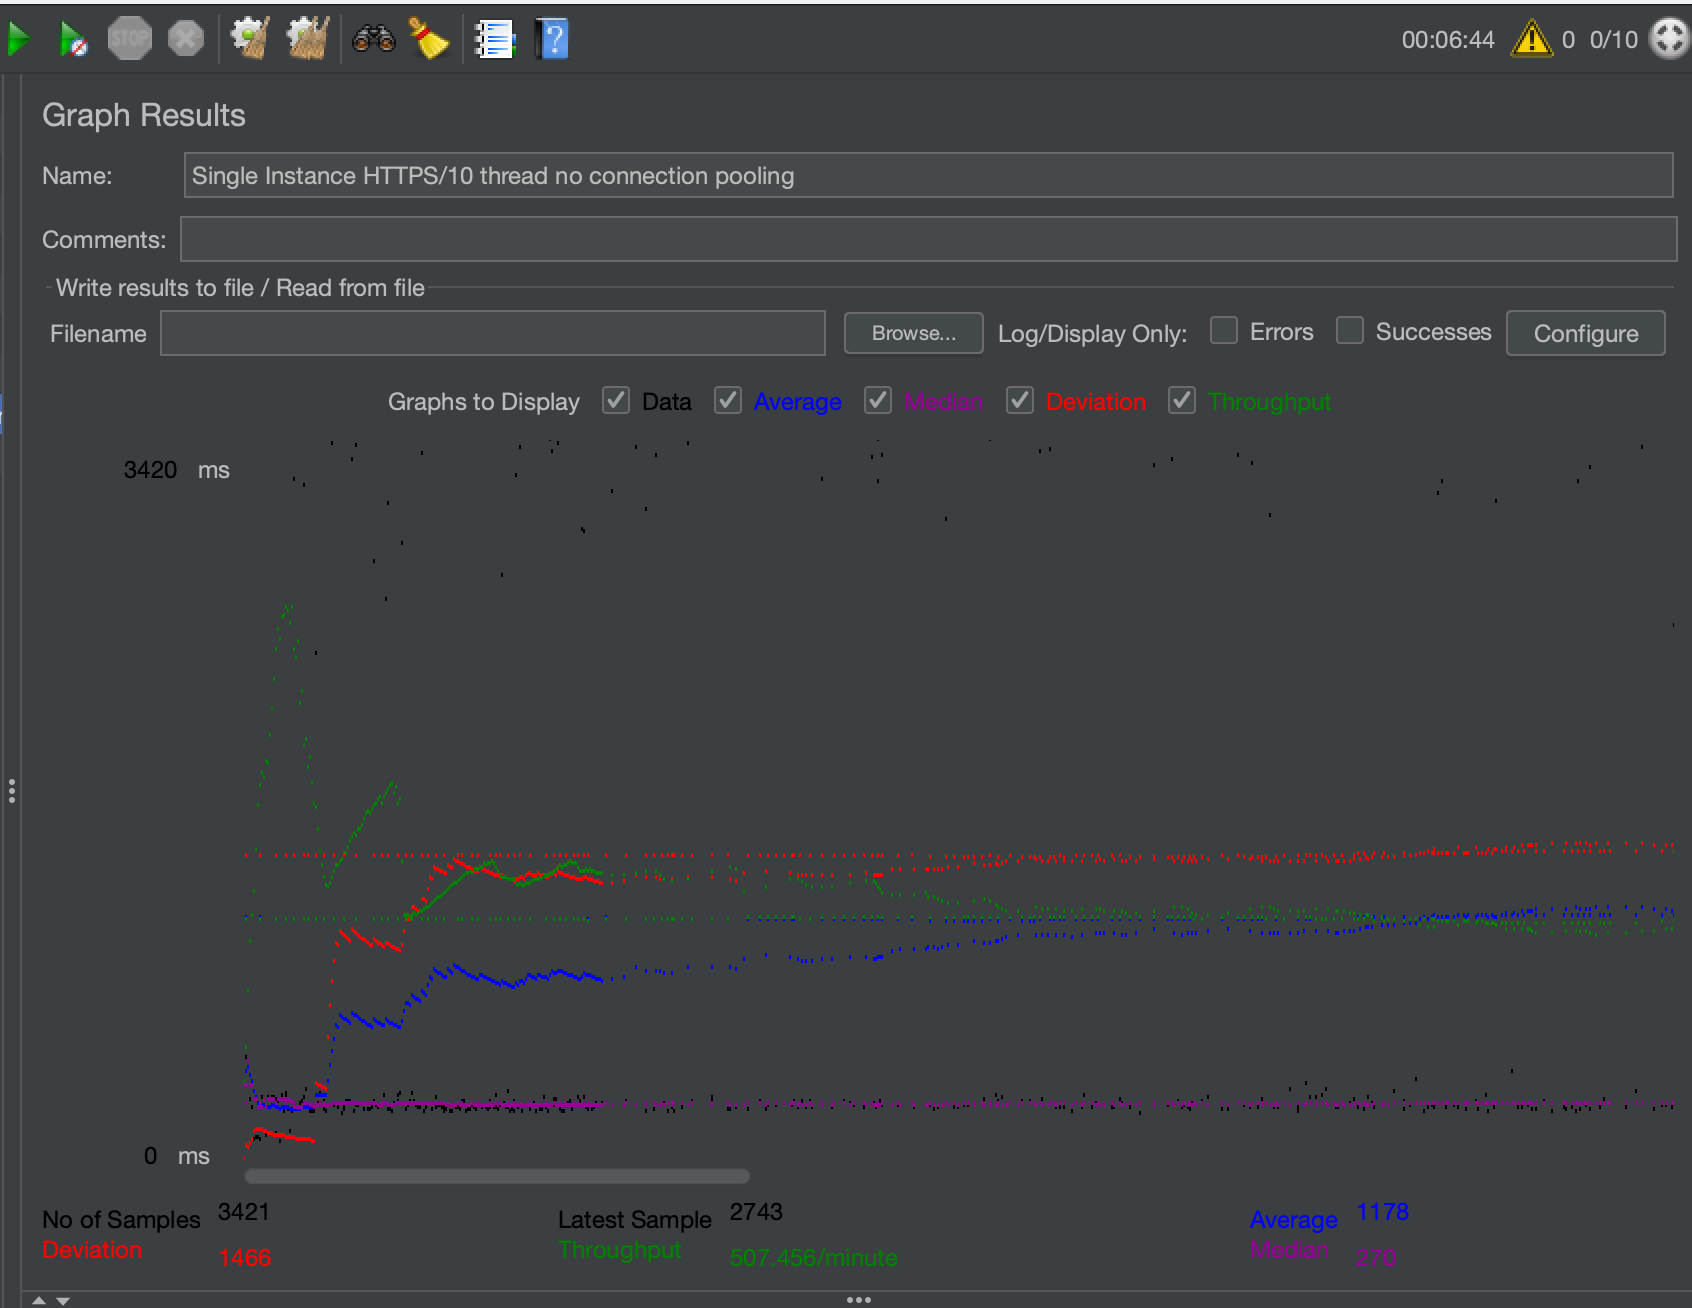 STOP
00:06:44 0 0/10
Graph Results
Name: Single Instance HTTPS/10 thread no connection pooling
Comments:
Write results to file / Read from file
Filename Browse... Log/Display Only: Errors Successes Configure
Graphs to Display Data Average Median Deviation Throughput
3420 ms
0 ms
No of Samples 3421 Latest Sample 2743 Average 1178
Deviation 1466 Throughput 507.456/minute Median 270